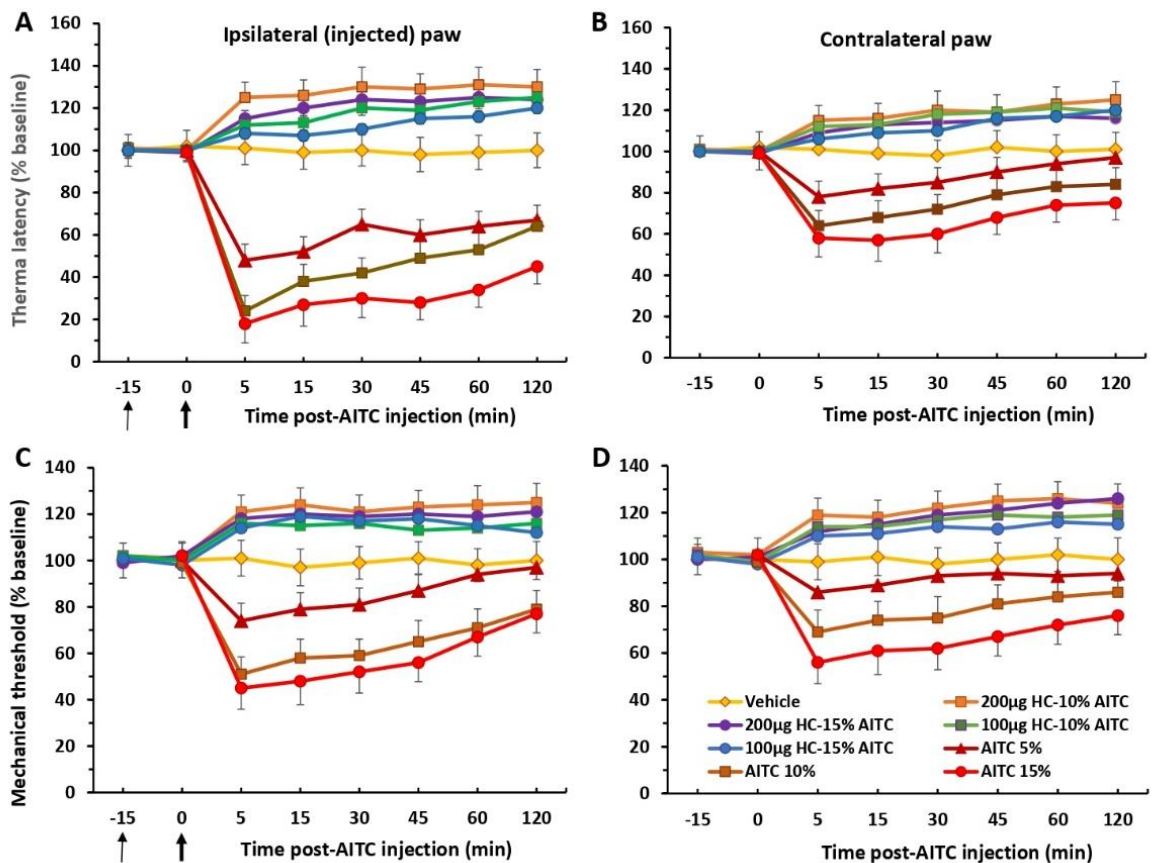 A
Ipsilateral (injected) paw
Therma latency (% baseline)
160
140
120
100
80
60
40
20
0
-15 0 5 15 30 45 60 120
Time post-AITC injection (min)
B
Contralateral paw
160
140
120
100
80
60
40
20
0
-15 0 5 15 30 45 60 120
Time post-AITC injection (min)
C
Mechanical threshold (% baseline)
140
120
100
80
60
40
20
0
-15 0 5 15 30 45 60 120
Time post-AITC injection (min)
D
140
120
100
80
60
40
20
0
Vehicle 200µg HC-10% AITC
200µg HC-15% AITC 100µg HC-10% AITC
100µg HC-15% AITC AITC 5%
AITC 10% AITC 15%
-15 0 5 15 30 45 60 120
Time post-AITC injection (min)